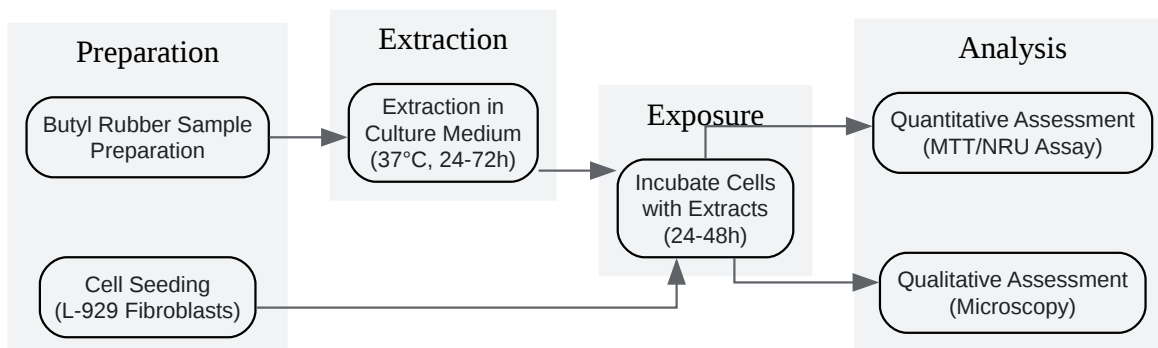 Preparation
Butyl Rubber Sample
Preparation
Cell Seeding
(L-929 Fibroblasts)
Extraction
Extraction in
Culture Medium
(37°C, 24-72h)
Exposure
Incubate Cells
with Extracts
(24-48h)
Analysis
Quantitative Assessment
(MTT/NRU Assay)
Qualitative Assessment
(Microscopy)